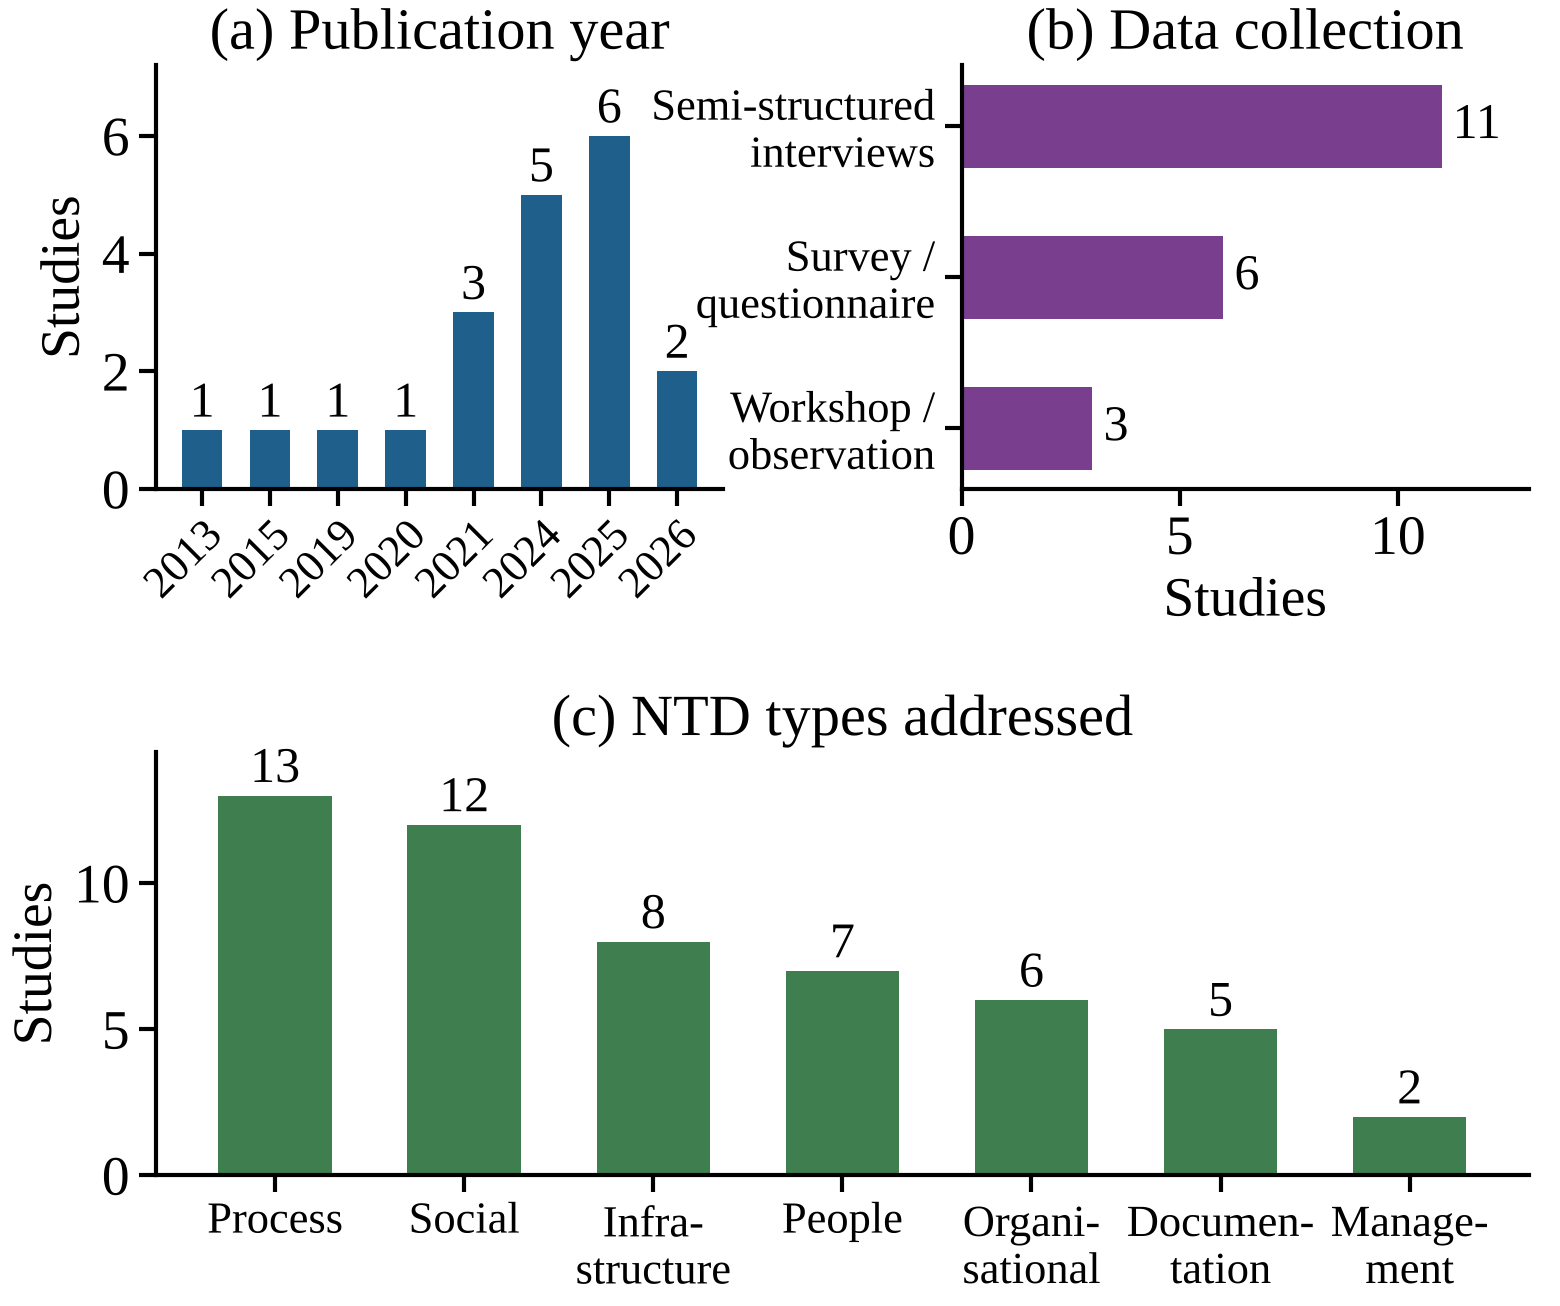 (a) Publication year
Studies
6
4
2
0
1
1
1
1
3
5
6
2
2013
2015
2019
2020
2021
2024
2025
2026
(b) Data collection
Semi-structured
interviews
11
Survey /
questionnaire
6
Workshop /
observation
3
0
5
10
Studies
(c) NTD types addressed
Studies
10
5
0
13
12
8
7
6
5
2
Process
Social
Infra-
structure
People
Organi-
sational
Documen-
tation
Manage-
ment